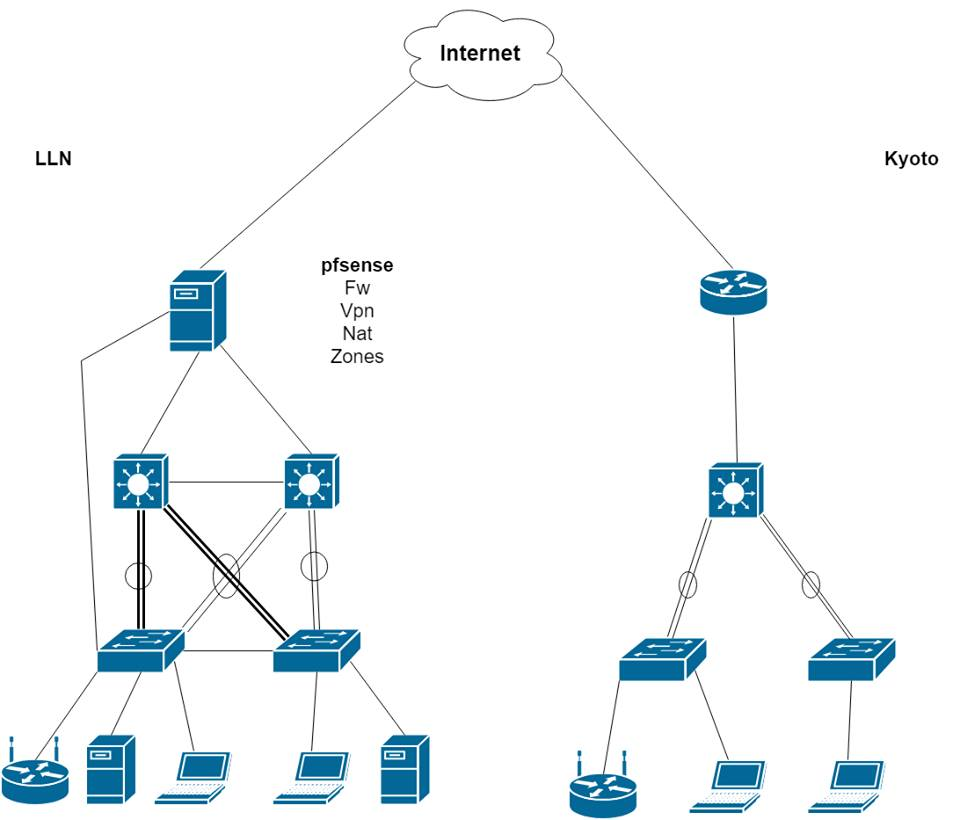 Internet
LLN
Kyoto
pfsense
Fw
Vpn
Nat
Zones